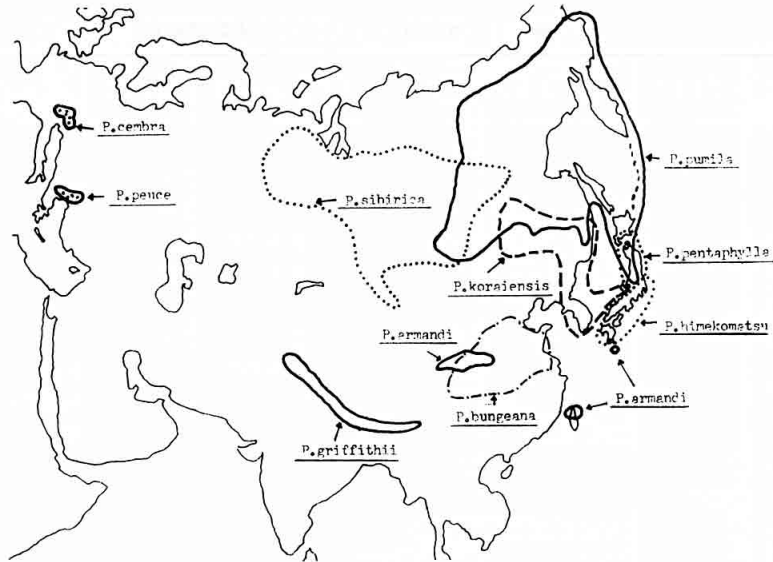 P.cembra
P.peuce
P.sibirica
P.pumila
P.pentaphylla
P.koraiensis
P.himekomatsu
P.armandi
P.armandi
P.bungeana
P.griffithii